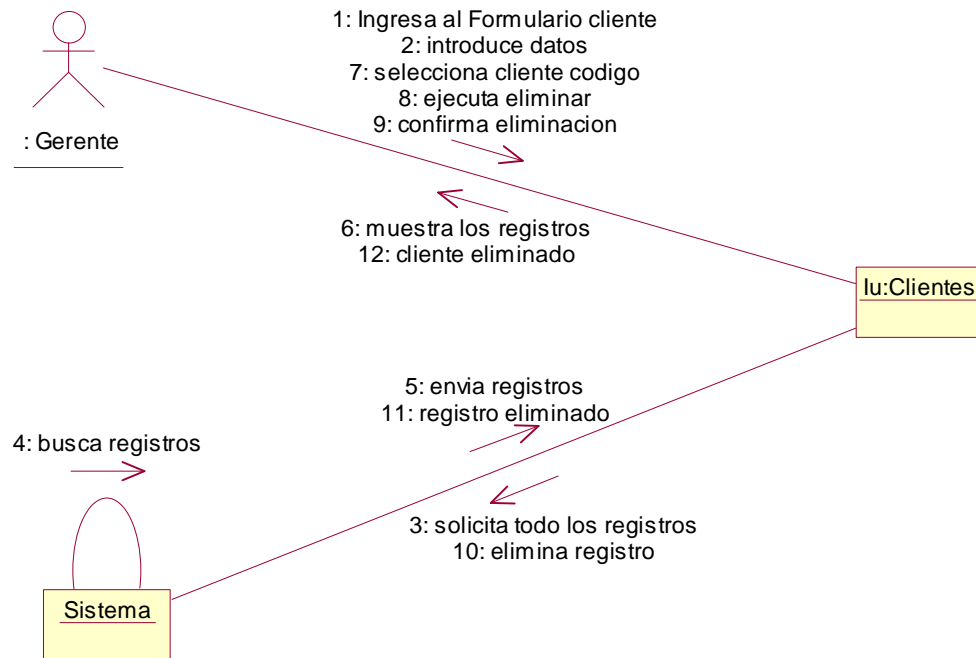 1: Ingresa al Formulario cliente
2: introduce datos
7: selecciona cliente codigo
8: ejecuta eliminar
9: confirma eliminacion
: Gerente
6: muestra los registros
12: cliente eliminado
Iu:Clientes
5: envia registros
11: registro eliminado
4: busca registros
3: solicita todo los registros
10: elimina registro
Sistema